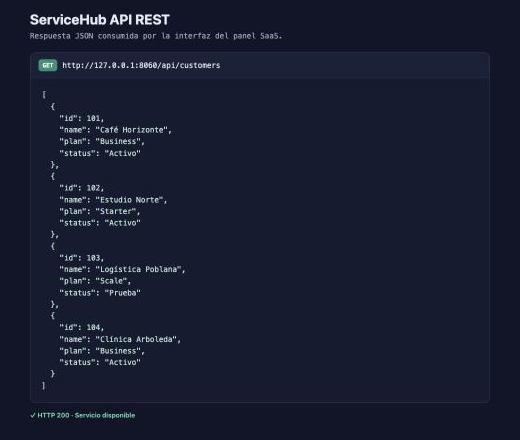 ServiceHub API REST
Respuesta JSON consumida por la interfaz del panel SaaS.
GET http://127.0.0.1:8060/api/customers
[
  {
    "id": 101,
    "name": "Café Horizonte",
    "plan": "Business",
    "status": "Activo"
  },
  {
    "id": 102,
    "name": "Estudio Norte",
    "plan": "Starter",
    "status": "Activo"
  },
  {
    "id": 103,
    "name": "Logística Poblana",
    "plan": "Scale",
    "status": "Prueba"
  },
  {
    "id": 104,
    "name": "Clínica Arboleda",
    "plan": "Business",
    "status": "Activo"
  }
]
✓ HTTP 200 · Servicio disponible